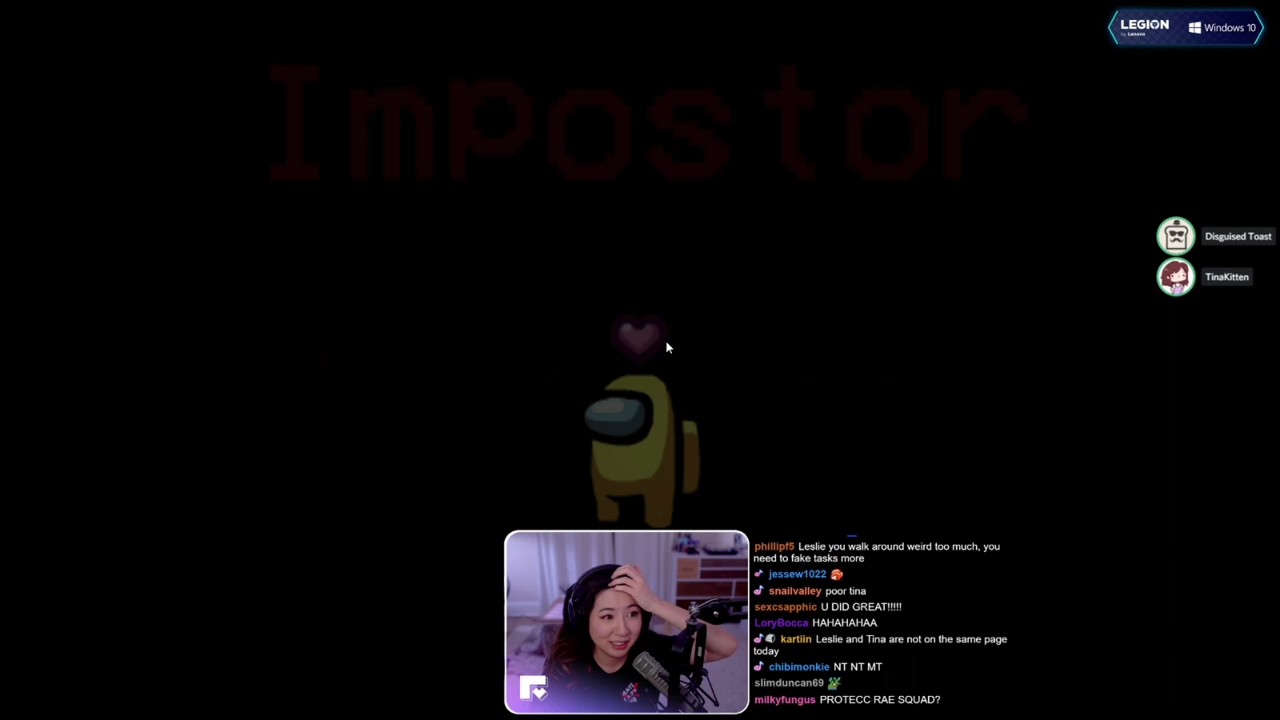 LEGION
by Lenovo
Windows 10
Impostor
Disguised Toast
TinaKitten
phillipf5 Leslie you walk around weird too much, you
need to fake tasks more
jessew1022
snailvalley poor tina
sexcsapphic U DID GREAT!!!!!
LoryBocca HAHAHAHAA
kartiin Leslie and Tina are not on the same page
today
chibimonkie NT NT MT
slimduncan69
milkyfungus PROTECC RAE SQUAD?